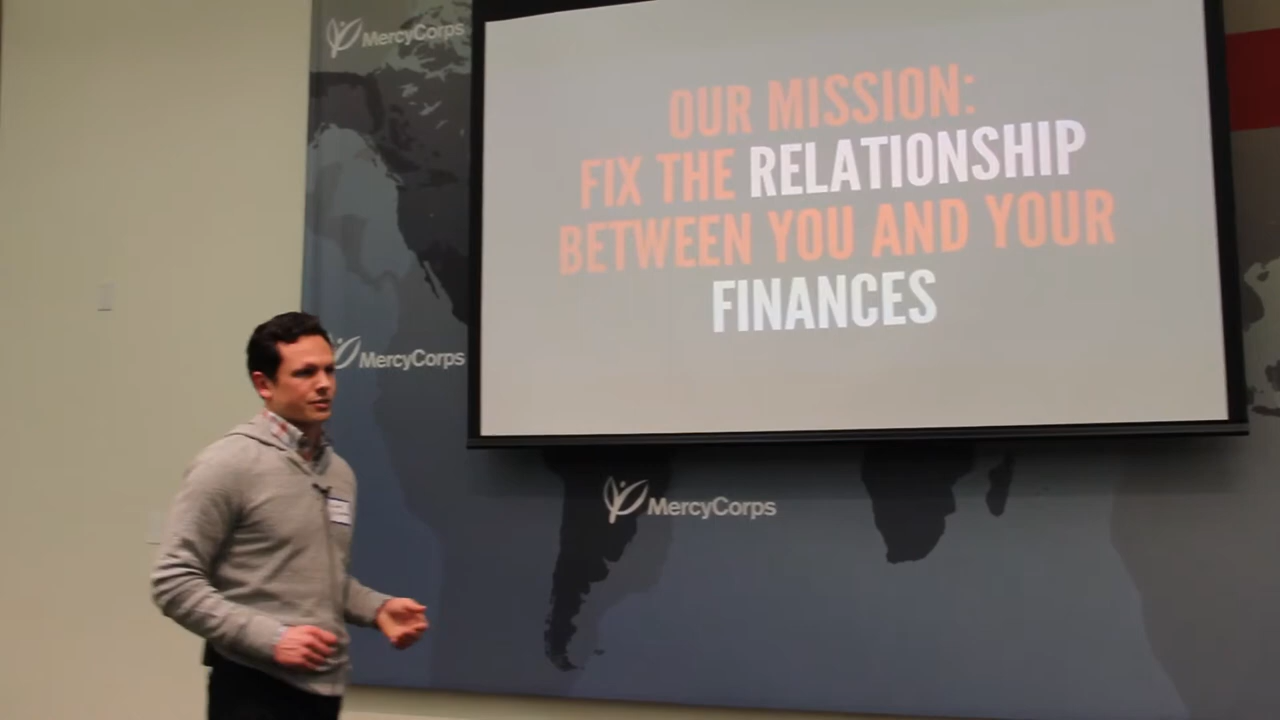 MercyCorps
OUR MISSION:
FIX THE RELATIONSHIP
BETWEEN YOU AND YOUR
FINANCES
MercyCorps
MercyCorps